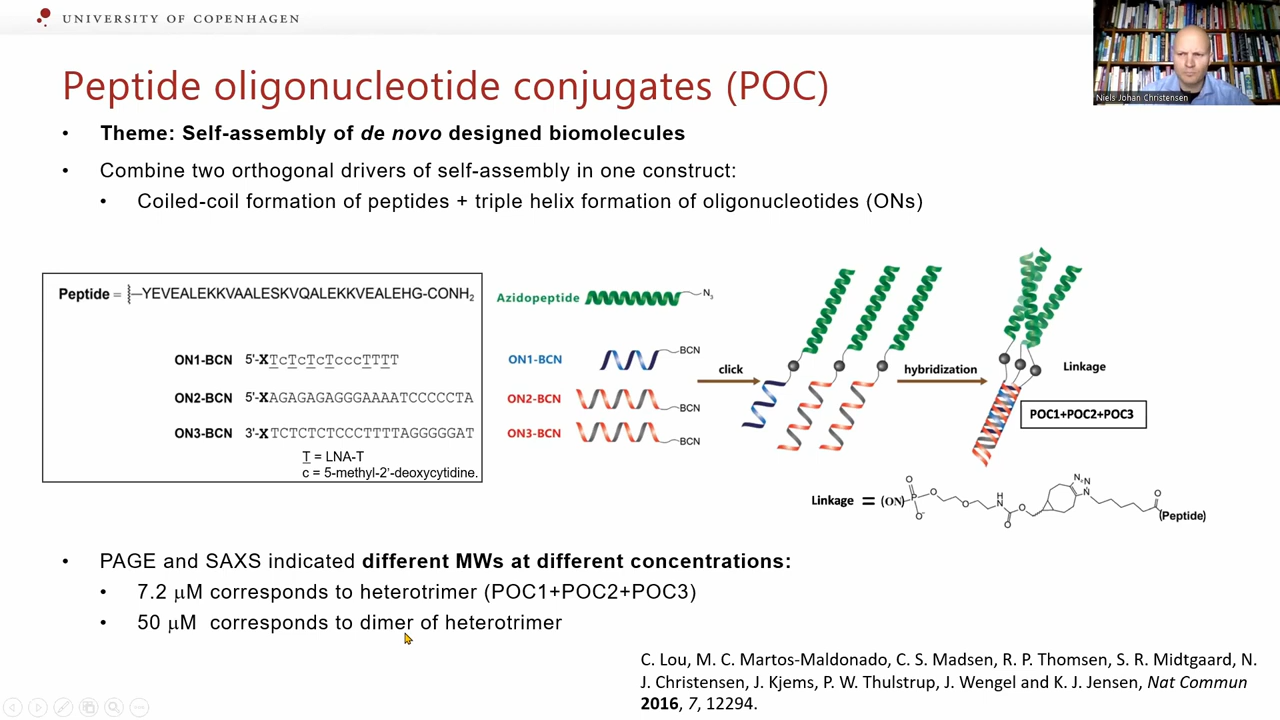 UNIVERSITY OF COPENHAGEN
Niels Johan Christensen
Peptide oligonucleotide conjugates (POC)
• Theme: Self-assembly of de novo designed biomolecules
• Combine two orthogonal drivers of self-assembly in one construct:
• Coiled-coil formation of peptides + triple helix formation of oligonucleotides (ONs)
Peptide = -YEVEALEKKVAALESKVQALEKKVEALEHG-CONH2
ON1-BCN 5'-XTcTcTcTcccTTTT
ON2-BCN 5'-XAGAGAGAGGGAAAATCCCCCTA
ON3-BCN 3'-XTCTCTCTCCCTTTTAGGGGGAT
T = LNA-T
c = 5-methyl-2'-deoxycytidine.
Azidopeptide N3
ON1-BCN BCN
ON2-BCN BCN
ON3-BCN BCN
click
hybridization
Linkage
POC1+POC2+POC3
Linkage = (ON) P O O- O O N H O O N N N O (Peptide)
• PAGE and SAXS indicated different MWs at different concentrations:
• 7.2 μM corresponds to heterotrimer (POC1+POC2+POC3)
• 50 μM corresponds to dimer of heterotrimer
C. Lou, M. C. Martos-Maldonado, C. S. Madsen, R. P. Thomsen, S. R. Midtgaard, N.
J. Christensen, J. Kjems, P. W. Thulstrup, J. Wengel and K. J. Jensen, Nat Commun
2016, 7, 12294.